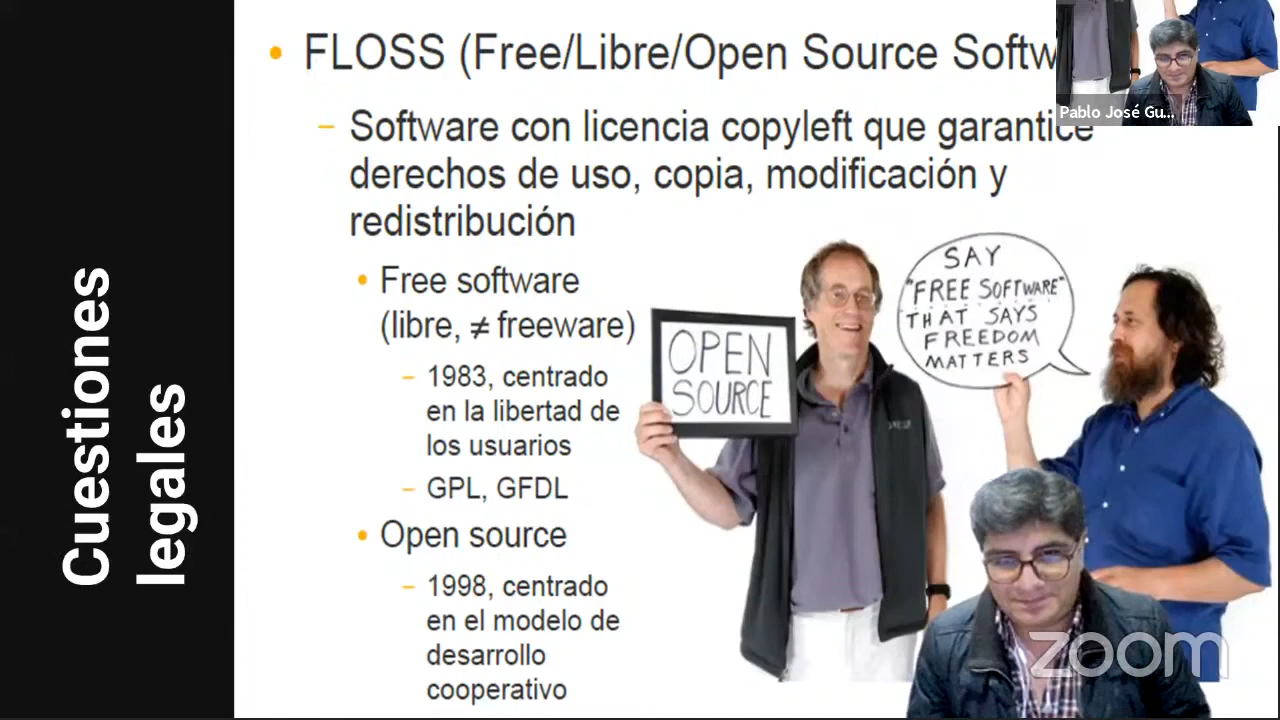 Cuestiones
legales
FLOSS (Free/Libre/Open Source Softw
Software con licencia copyleft que garantice
derechos de uso, copia, modificación y
redistribución
Free software
(libre, ≠ freeware)
1983, centrado
en la libertad de
los usuarios
GPL, GFDL
Open source
1998, centrado
en el modelo de
desarrollo
cooperativo
OPEN
SOURCE
SAY
"FREE SOFTWARE"
THAT SAYS
FREEDOM
MATTERS
Pablo José Gu...
zoom